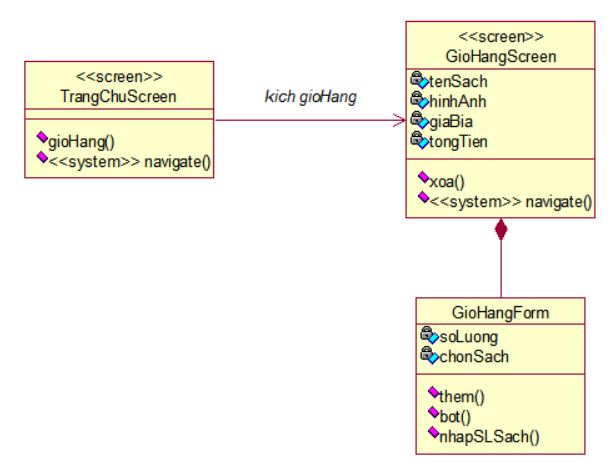 <<screen>>
TrangChuScreen
gioHang()
<<system>> navigate()
kich gioHang
<<screen>>
GioHangScreen
tenSach
hinhAnh
giaBia
tongTien
xoa()
<<system>> navigate()
GioHangForm
soLuong
chonSach
them()
bot()
nhapSLSach()